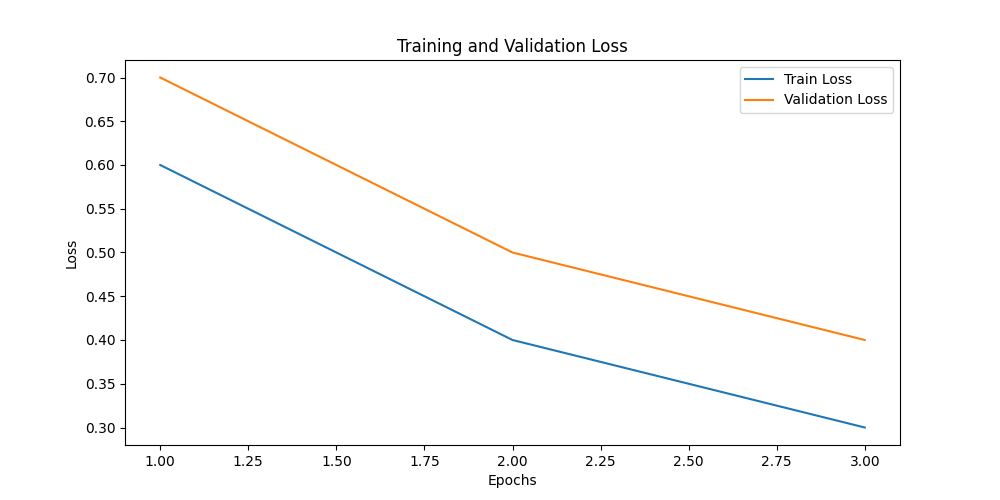 Training and Validation Loss
Train Loss
Validation Loss
0.70
0.65
0.60
0.55
0.50
0.45
0.40
0.35
0.30
Loss
1.00 1.25 1.50 1.75 2.00 2.25 2.50 2.75 3.00
Epochs